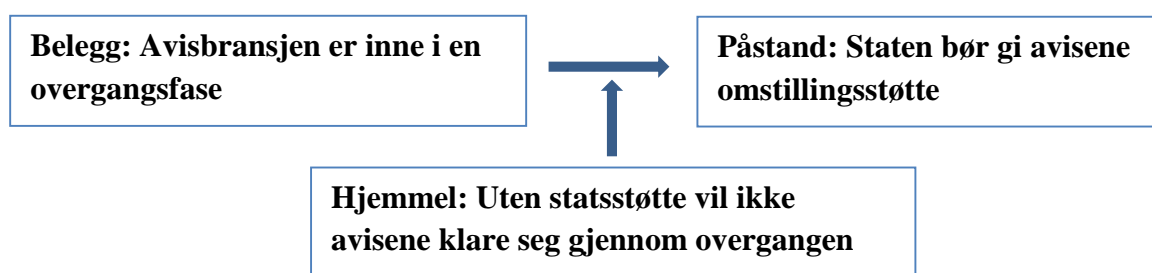 Belegg: Avisbransjen er inne i en
overgangsfase
Påstand: Staten bør gi avisene
omstillingsstøtte
Hjemmel: Uten statsstøtte vil ikke
avisene klare seg gjennom overgangen